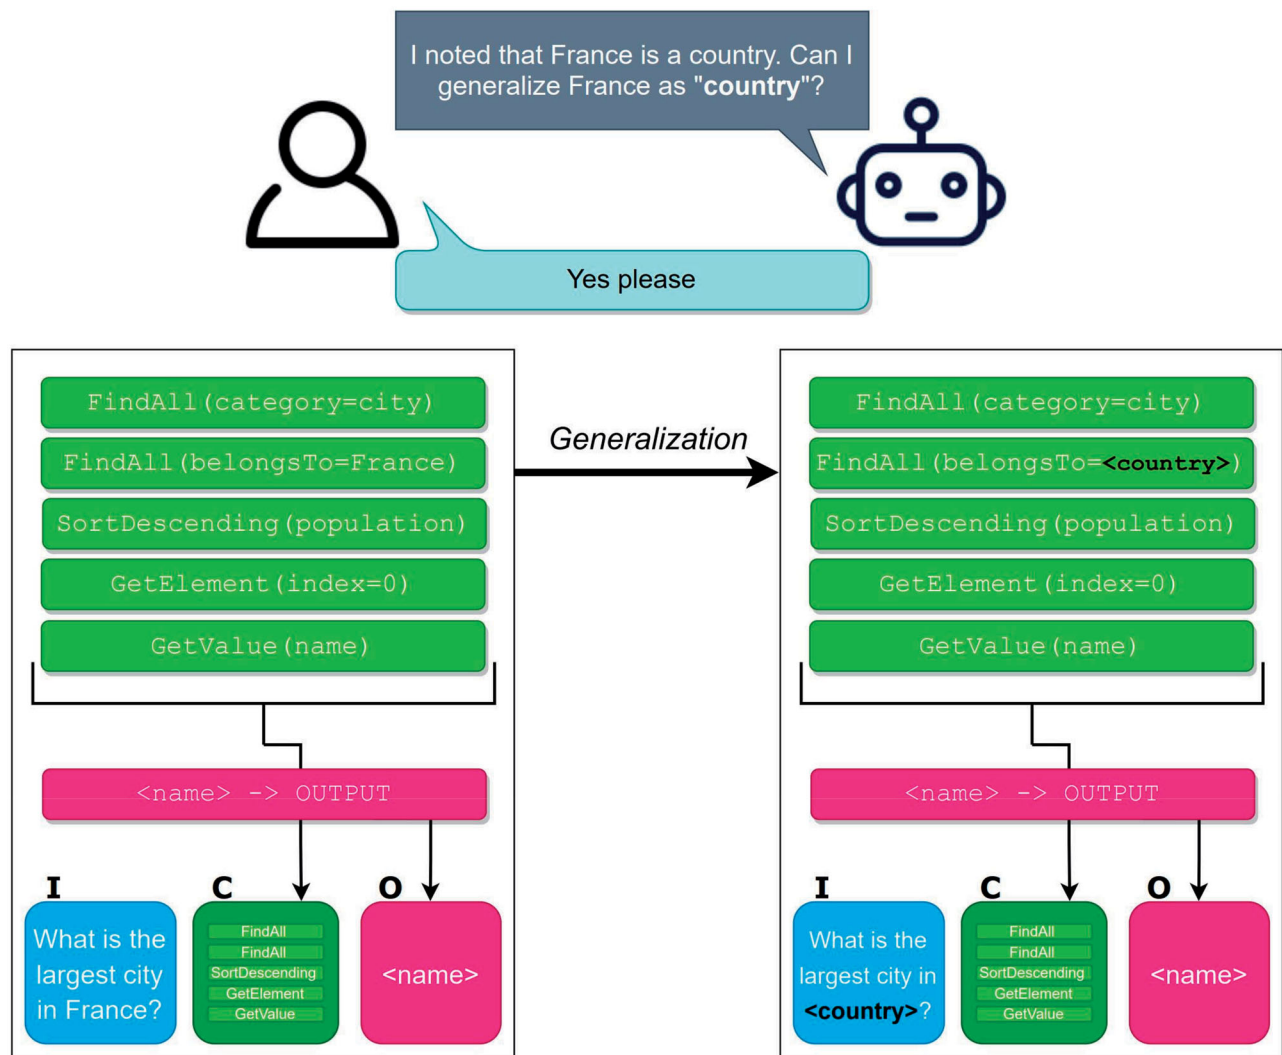 I noted that France is a country. Can I
generalize France as "country"?
Yes please
FindAll(category=city)
FindAll(belongsTo=France)
SortDescending(population)
GetElement(index=0)
GetValue(name)
<name> -> OUTPUT
I
C
O
What is the
largest city
in France?
FindAll
FindAll
SortDescending
GetElement
GetValue
<name>
Generalization
FindAll(category=city)
FindAll(belongsTo=<country>)
SortDescending(population)
GetElement(index=0)
GetValue(name)
<name> -> OUTPUT
I
C
O
What is the
largest city in
<country>?
FindAll
FindAll
SortDescending
GetElement
GetValue
<name>